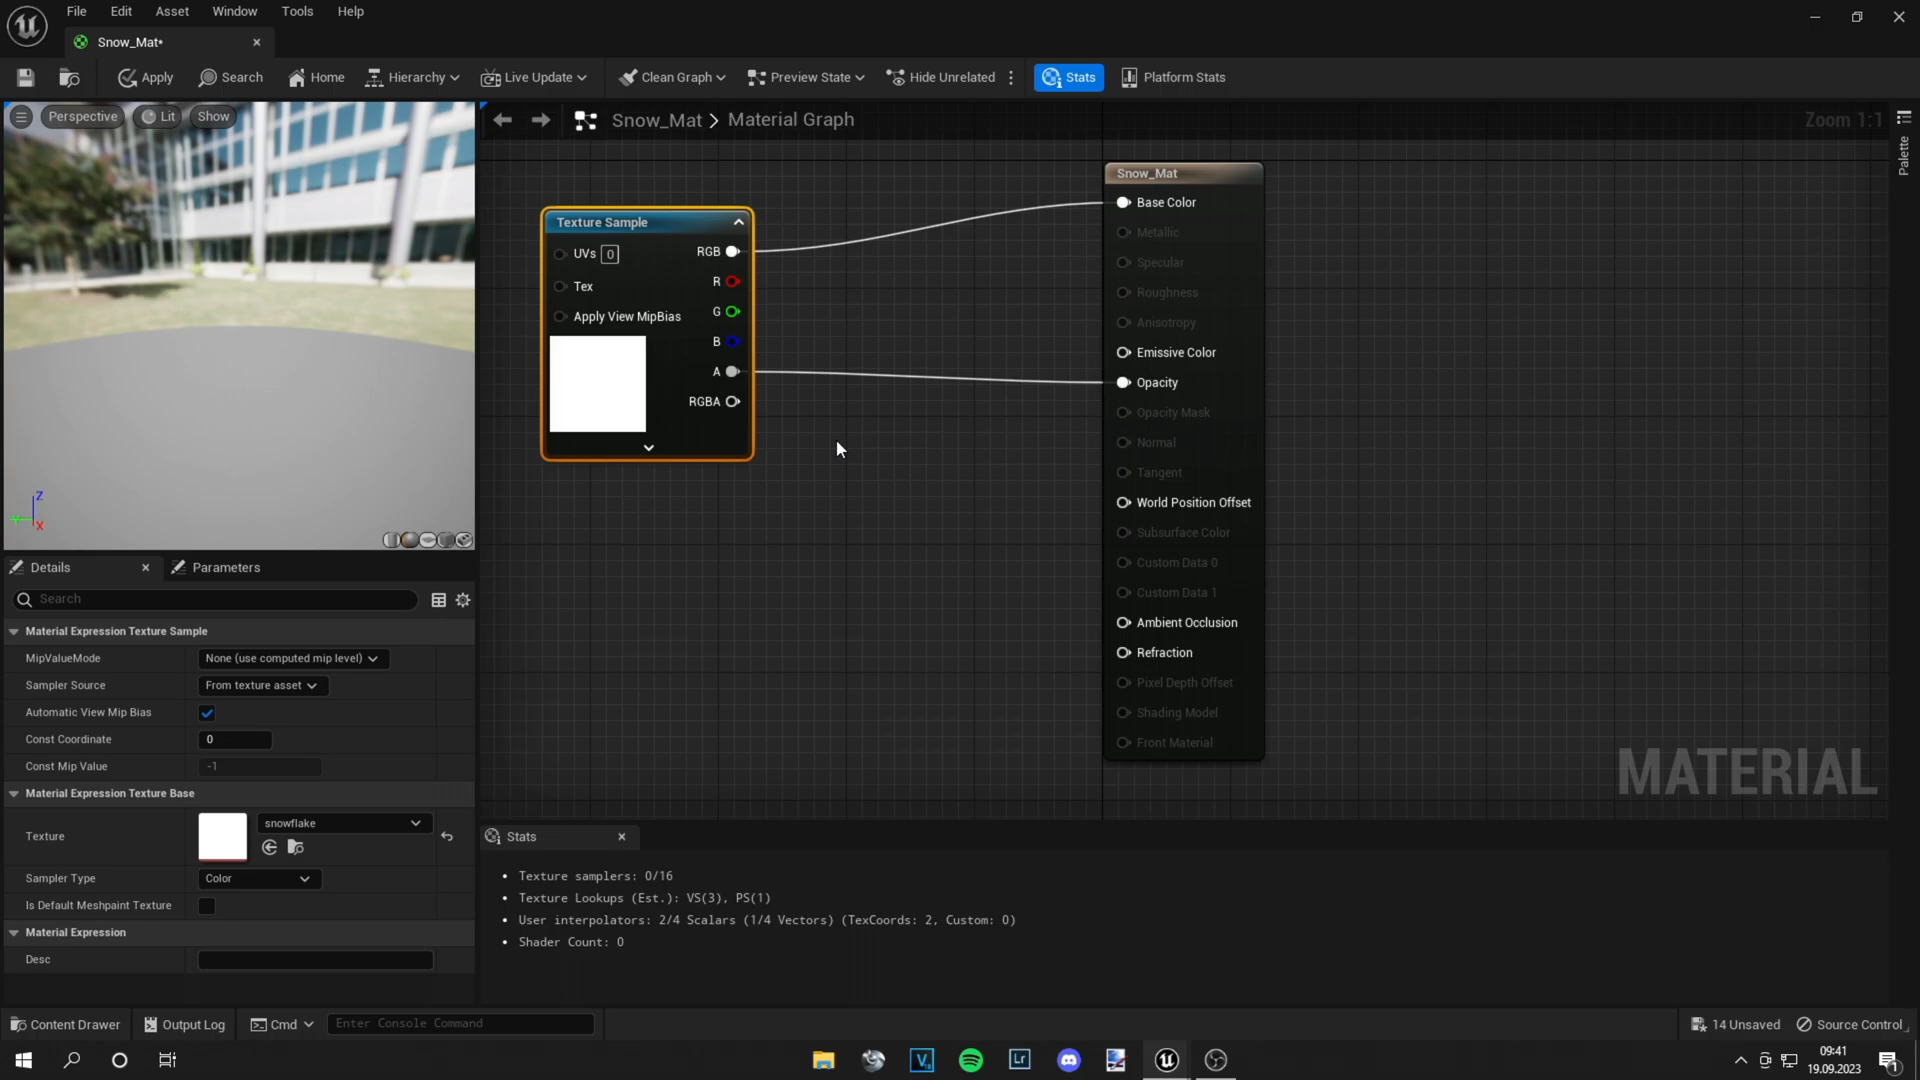 File Edit Asset Window Tools Help
Snow_Mat*
Apply Search Home Hierarchy Live Update Clean Graph Preview State Hide Unrelated Stats Platform Stats
Perspective Lit Show
Snow_Mat > Material Graph
Zoom 1:1
Palette
Texture Sample
UVs 0
Tex
Apply View MipBias
RGB
R
G
B
A
RGBA
Snow_Mat
Base Color
Metallic
Specular
Roughness
Anisotropy
Emissive Color
Opacity
Opacity Mask
Normal
Tangent
World Position Offset
Subsurface Color
Custom Data 0
Custom Data 1
Ambient Occlusion
Refraction
Pixel Depth Offset
Shading Model
Front Material
MATERIAL
Z
X
Details Parameters
Search
Material Expression Texture Sample
MipValueMode None (use computed mip level)
Sampler Source From texture asset
Automatic View Mip Bias
Const Coordinate 0
Const Mip Value -1
Material Expression Texture Base
Texture snowflake
Sampler Type Color
Is Default Meshpaint Texture
Material Expression
Desc
Stats
• Texture samplers: 0/16
• Texture Lookups (Est.): VS(3), PS(1)
• User interpolators: 2/4 Scalars (1/4 Vectors) (TexCoords: 2, Custom: 0)
• Shader Count: 0
Content Drawer Output Log Cmd Enter Console Command 14 Unsaved Source Control
Lr
09:41
19.09.2023
1